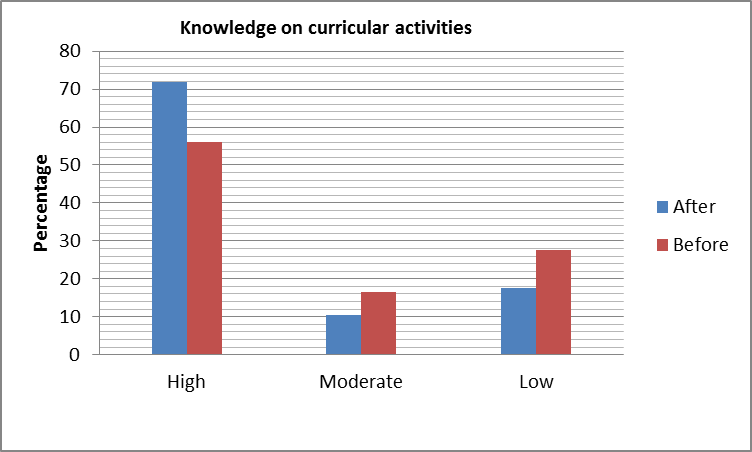 Knowledge on curricular activities
80
70
60
50
40
30
20
10
0
Percentage
High
Moderate
Low
After
Before